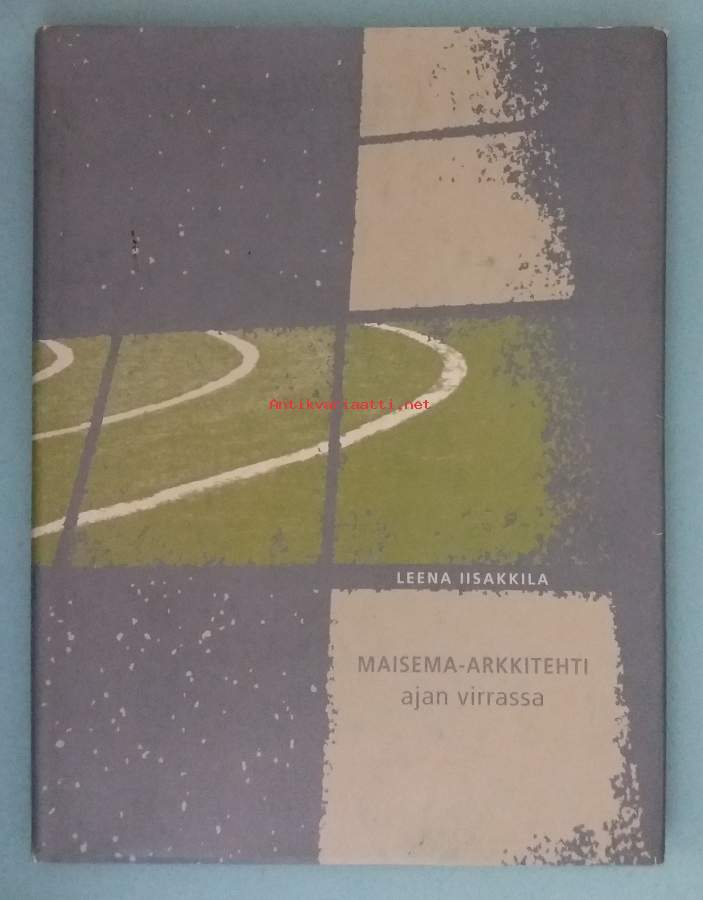 Antikvariaatti.net
LEENA IISAKKILA
MAISEMA-ARKKITEHTI
ajan virrassa